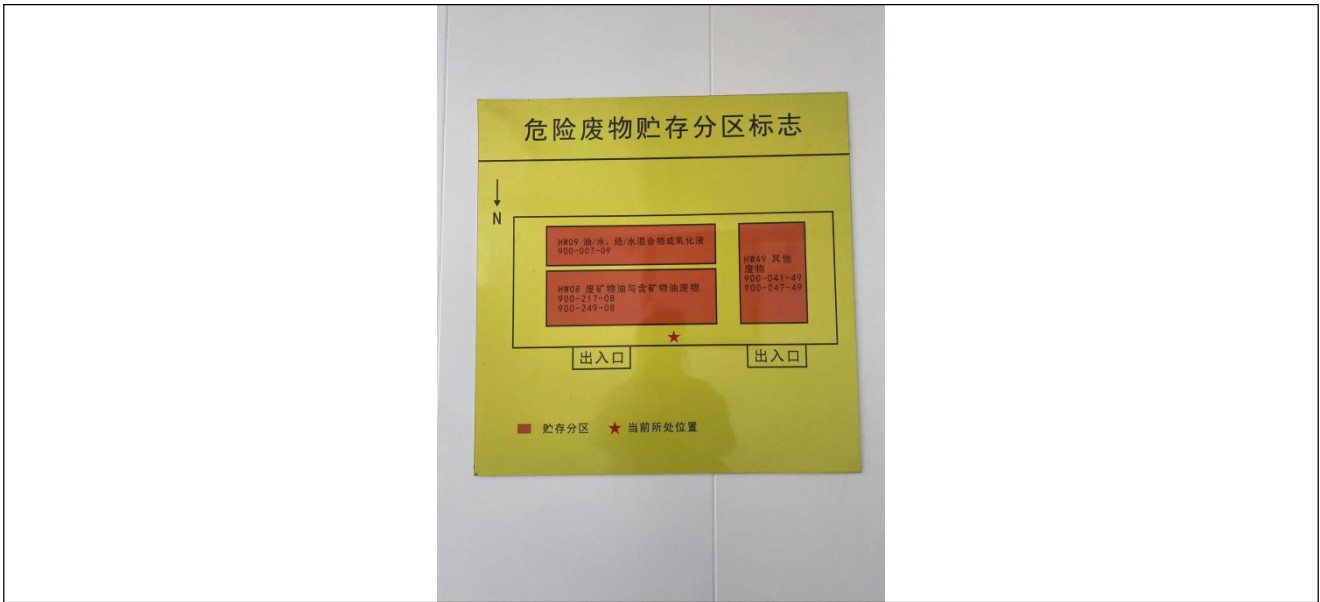 危险废物贮存分区标志
N
HW09 油/水、烃/水混合物或乳化液
900-007-09
HW08 废矿物油与含矿物油废物
900-217-08
900-249-08
HW49 其他
废物
900-041-49
900-047-49
出入口
出入口
贮存分区
当前所处位置